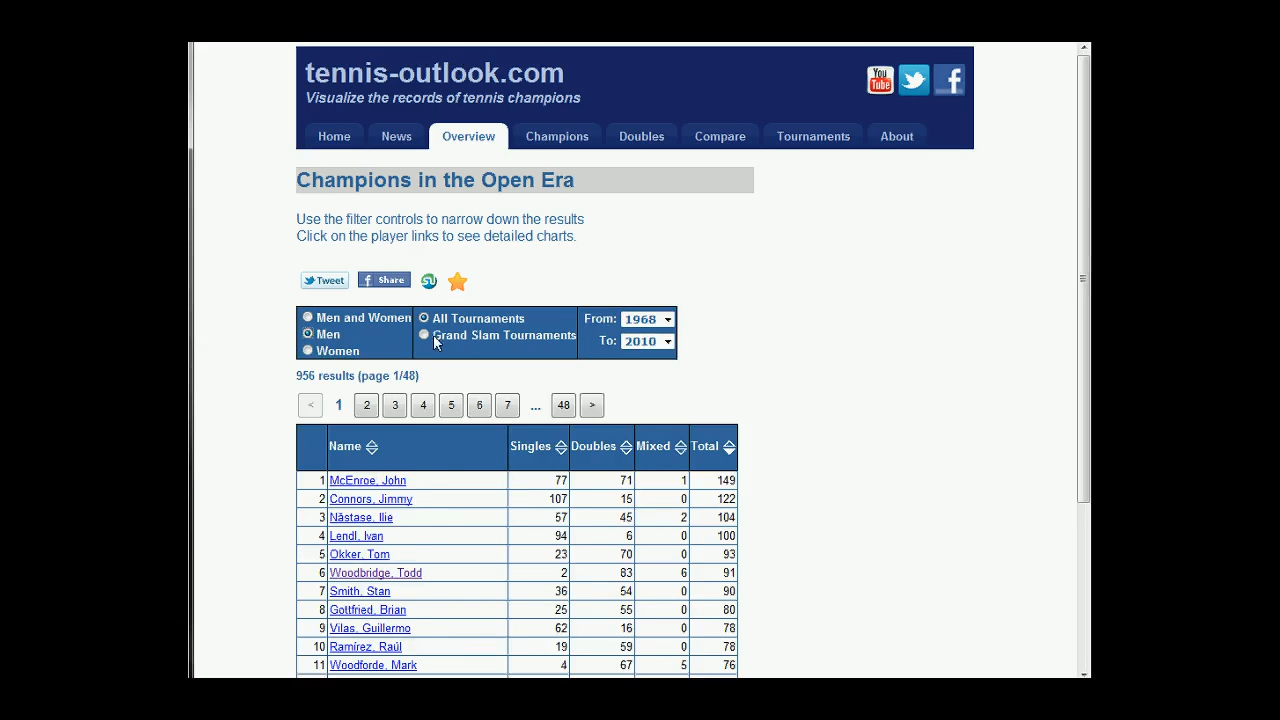 tennis-outlook.com
Visualize the records of tennis champions
You Tube
Home News Overview Champions Doubles Compare Tournaments About
Champions in the Open Era
Use the filter controls to narrow down the results
Click on the player links to see detailed charts.
Tweet f Share
Men and Women All Tournaments From: 1968
Men Grand Slam Tournaments
Women To: 2010
956 results (page 1/48)
< 1 2 3 4 5 6 7 ... 48 >
Name Singles Doubles Mixed Total
1 McEnroe, John 77 71 1 149
2 Connors, Jimmy 107 15 0 122
3 Năstase, Ilie 57 45 2 104
4 Lendl, Ivan 94 6 0 100
5 Okker, Tom 23 70 0 93
6 Woodbridge, Todd 2 83 6 91
7 Smith, Stan 36 54 0 90
8 Gottfried, Brian 25 55 0 80
9 Vilas, Guillermo 62 16 0 78
10 Ramírez, Raúl 19 59 0 78
11 Woodforde, Mark 4 67 5 76